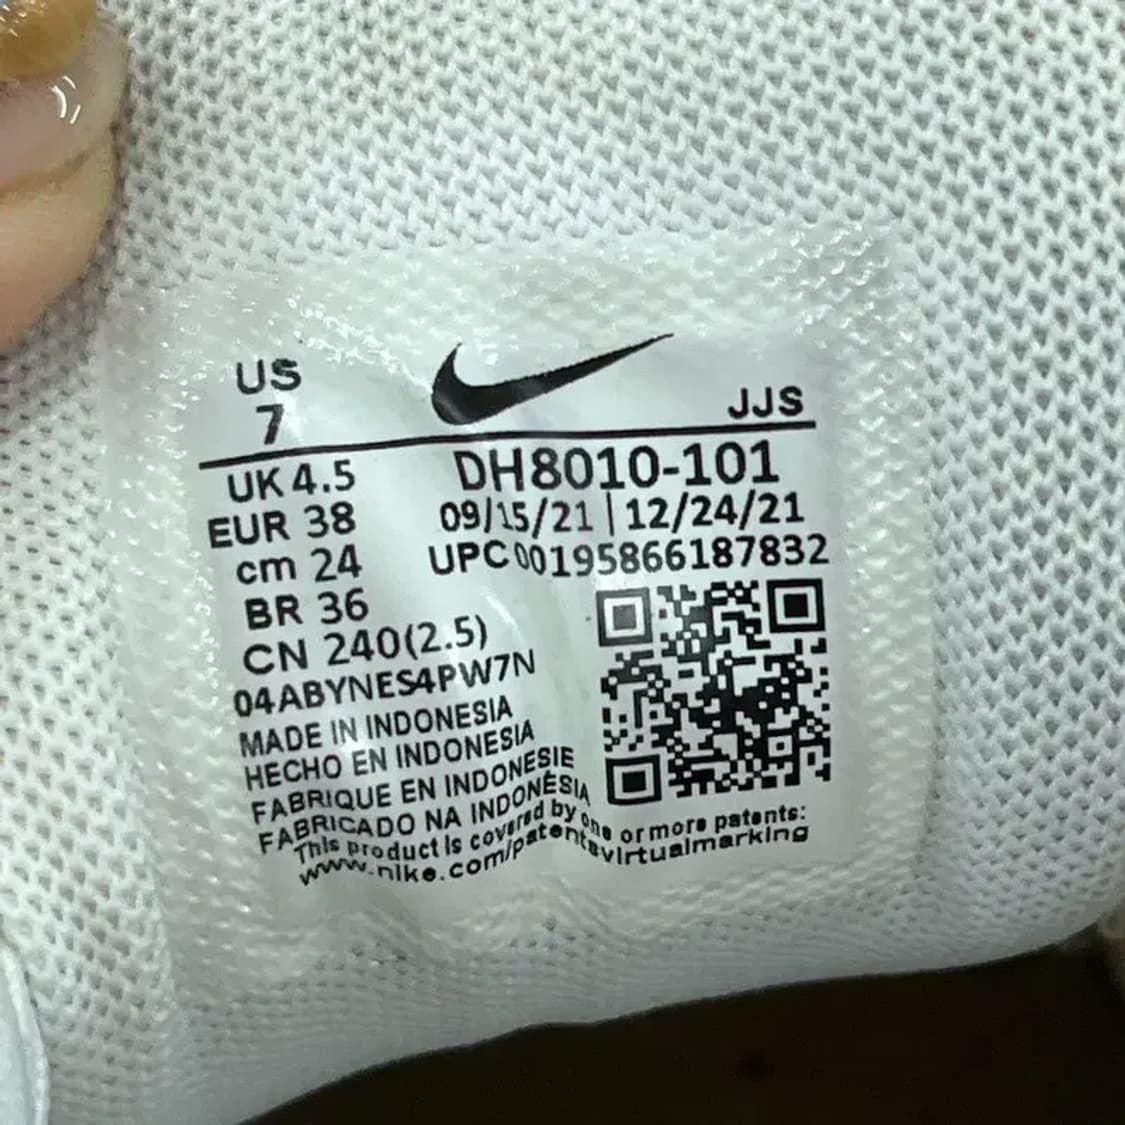 US
7
JJS
UK 4.5
EUR 38
cm 24
BR 36
CN 240(2.5)
DH8010-101
09/15/21 | 12/24/21
UPC 00195866187832
04ABYNES4PW7N
MADE IN INDONESIA
HECHO EN INDONESIA
FABRIQUE EN INDONESIE
FABRICADO NA INDONÉSIA
This product is covered by one or more patents:
www.nike.com/patentsvirtualmarking